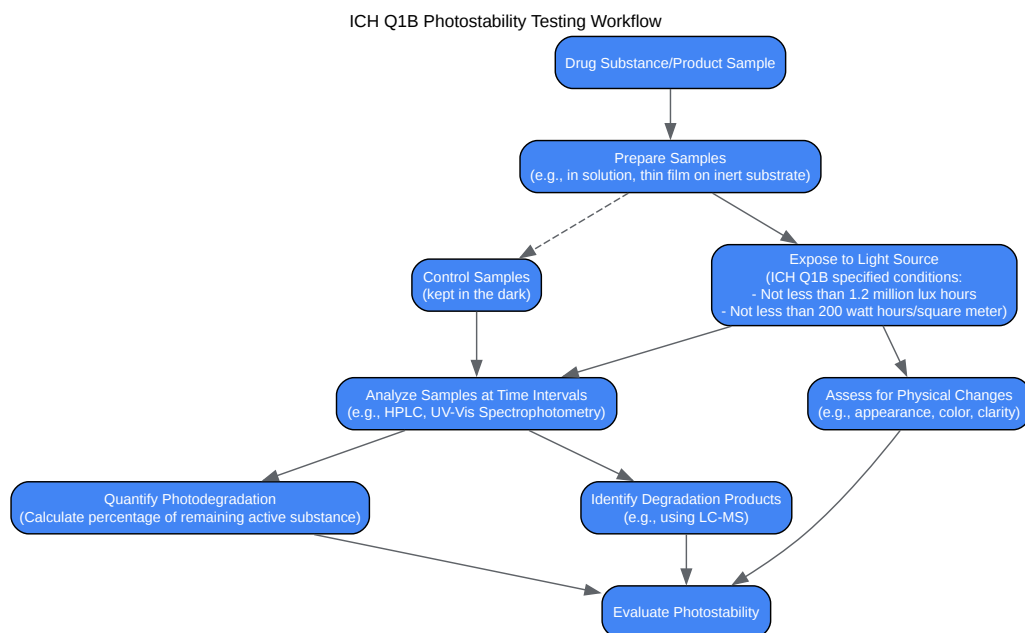 ICH Q1B Photostability Testing Workflow
Drug Substance/Product Sample
Prepare Samples
(e.g., in solution, thin film on inert substrate)
Control Samples
(kept in the dark)
Expose to Light Source
(ICH Q1B specified conditions:
- Not less than 1.2 million lux hours
- Not less than 200 watt hours/square meter)
Analyze Samples at Time Intervals
(e.g., HPLC, UV-Vis Spectrophotometry)
Assess for Physical Changes
(e.g., appearance, color, clarity)
Quantify Photodegradation
(Calculate percentage of remaining active substance)
Identify Degradation Products
(e.g., using LC-MS)
Evaluate Photostability